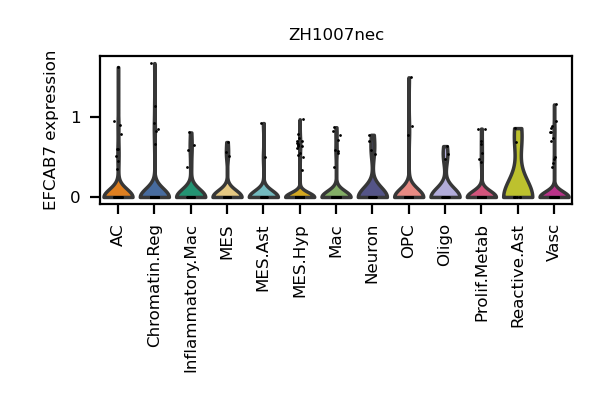 ZH1007nec
EFCAB7 expression
1
0
AC
Chromatin.Reg
Inflammatory.Mac
MES
MES.Ast
MES.Hyp
Mac
Neuron
OPC
Oligo
Prolif.Metab
Reactive.Ast
Vasc